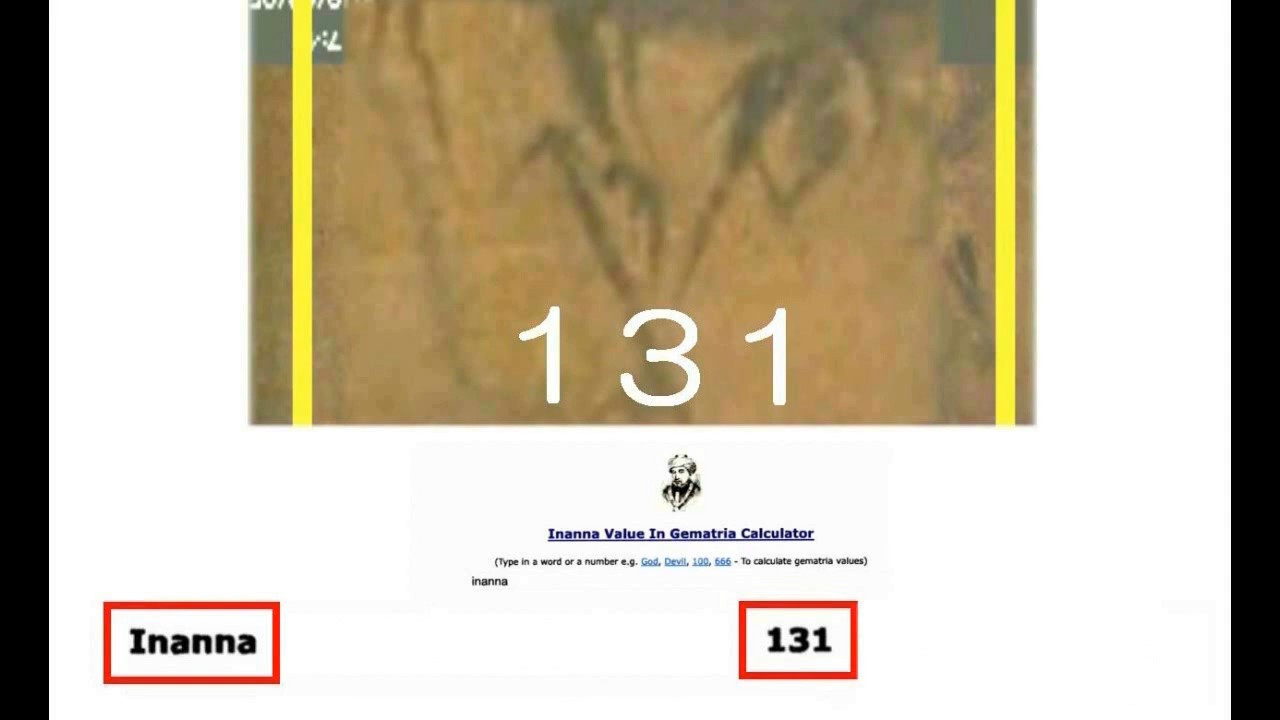 131
Inanna Value In Gematria Calculator
(Type in a word or a number e.g. God, Devil, 100, 666 - To calculate gematria values)
inanna
Inanna 131